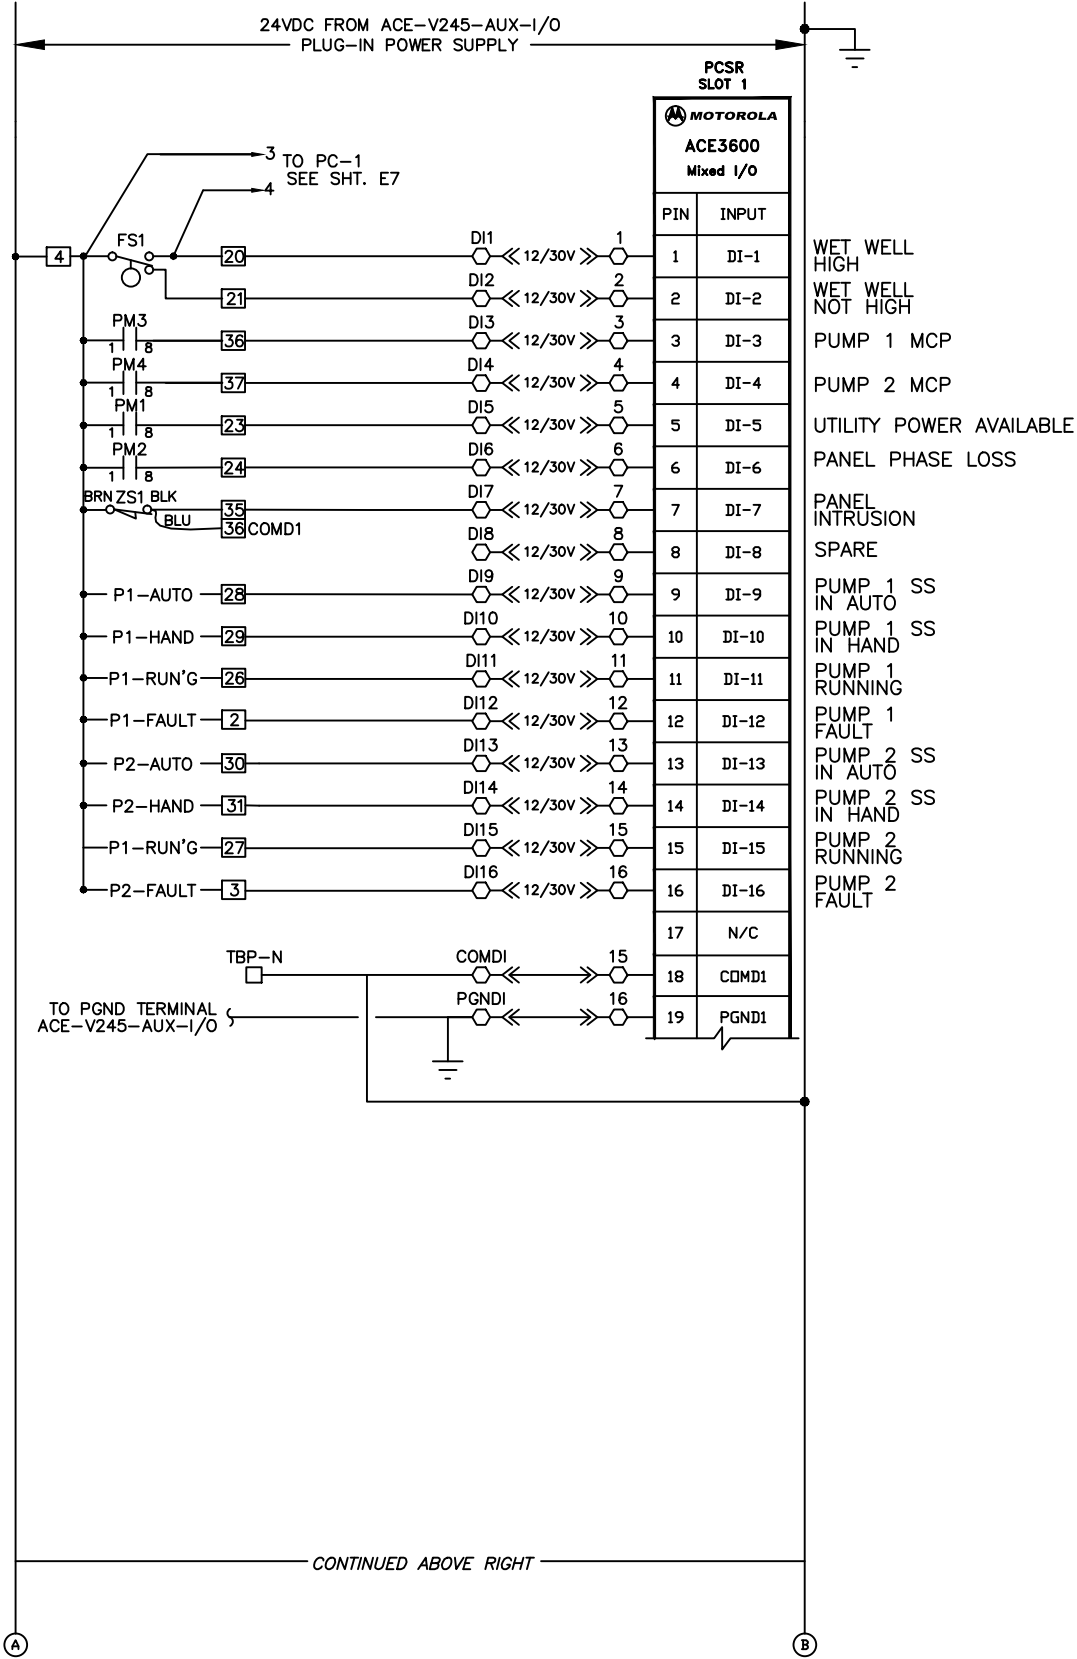 24VDC FROM ACE-V245-AUX-I/O
PLUG-IN POWER SUPPLY
PCSR
SLOT 1
MOTOROLA
ACE3600
Mixed I/O
PIN INPUT
3
TO PC-1
SEE SHT. E7
4
4 FS1 20 DI1 12/30V 1 1 DI-1 WET WELL
HIGH
21 DI2 12/30V 2 2 DI-2 WET WELL
NOT HIGH
PM3 1 8 36 DI3 12/30V 3 3 DI-3 PUMP 1 MCP
PM4 1 8 37 DI4 12/30V 4 4 DI-4 PUMP 2 MCP
PM1 1 8 23 DI5 12/30V 5 5 DI-5 UTILITY POWER AVAILABLE
PM2 1 8 24 DI6 12/30V 6 6 DI-6 PANEL PHASE LOSS
BRN ZS1 BLK 35 DI7 12/30V 7 7 DI-7 PANEL
INTRUSION
BLU 36 COMD1
DI8 12/30V 8 8 DI-8 SPARE
P1-AUTO 28 DI9 12/30V 9 9 DI-9 PUMP 1 SS
IN AUTO
P1-HAND 29 DI10 12/30V 10 10 DI-10 PUMP 1 SS
IN HAND
P1-RUN'G 26 DI11 12/30V 11 11 DI-11 PUMP 1
RUNNING
P1-FAULT 2 DI12 12/30V 12 12 DI-12 PUMP 1
FAULT
P2-AUTO 30 DI13 12/30V 13 13 DI-13 PUMP 2 SS
IN AUTO
P2-HAND 31 DI14 12/30V 14 14 DI-14 PUMP 2 SS
IN HAND
P1-RUN'G 27 DI15 12/30V 15 15 DI-15 PUMP 2
RUNNING
P2-FAULT 3 DI16 12/30V 16 16 DI-16 PUMP 2
FAULT
17 N/C
TBP-N COMDI 15 18 COMD1
TO PGND TERMINAL
ACE-V245-AUX-I/O
PGNDI 16 19 PGND1
CONTINUED ABOVE RIGHT
A B